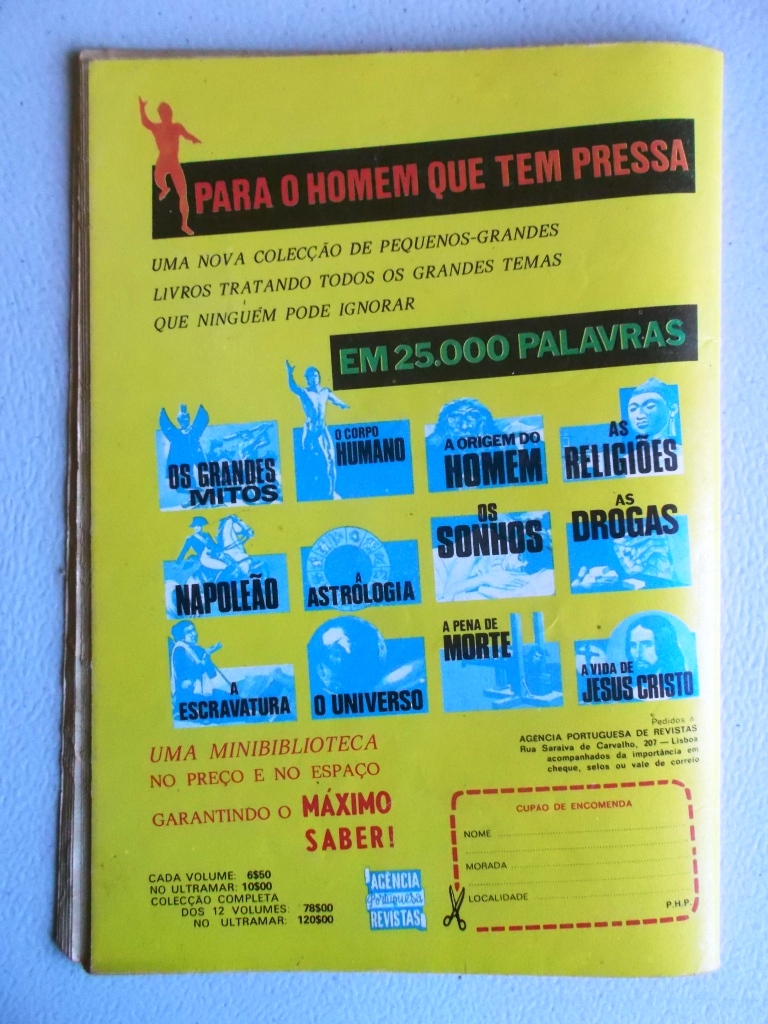 PARA O HOMEM QUE TEM PRESSA
UMA NOVA COLECÇÃO DE PEQUENOS-GRANDES
LIVROS TRATANDO TODOS OS GRANDES TEMAS
QUE NINGUÉM PODE IGNORAR
EM 25.000 PALAVRAS
OS GRANDES
MITOS
O CORPO
HUMANO
A ORIGEM DO
HOMEM
AS
RELIGIÕES
NAPOLEÃO
A
ASTROLOGIA
OS
SONHOS
AS
DROGAS
A
ESCRAVATURA
O UNIVERSO
A PENA DE
MORTE
A VIDA DE
JESUS CRISTO
UMA MINIBIBLIOTECA
NO PREÇO E NO ESPAÇO
GARANTINDO O MÁXIMO
SABER!
Pedidos à
AGÊNCIA PORTUGUESA DE REVISTAS
Rua Saraiva de Carvalho, 207 — Lisboa
acompanhados da importância em
cheque, selos ou vale de correio
CUPÃO DE ENCOMENDA
NOME
MORADA
LOCALIDADE
P.H.P.
CADA VOLUME: 6$50
NO ULTRAMAR: 10$00
COLECÇÃO COMPLETA
DOS 12 VOLUMES: 78$00
NO ULTRAMAR: 120$00
AGÊNCIA
Portuguesa
REVISTAS